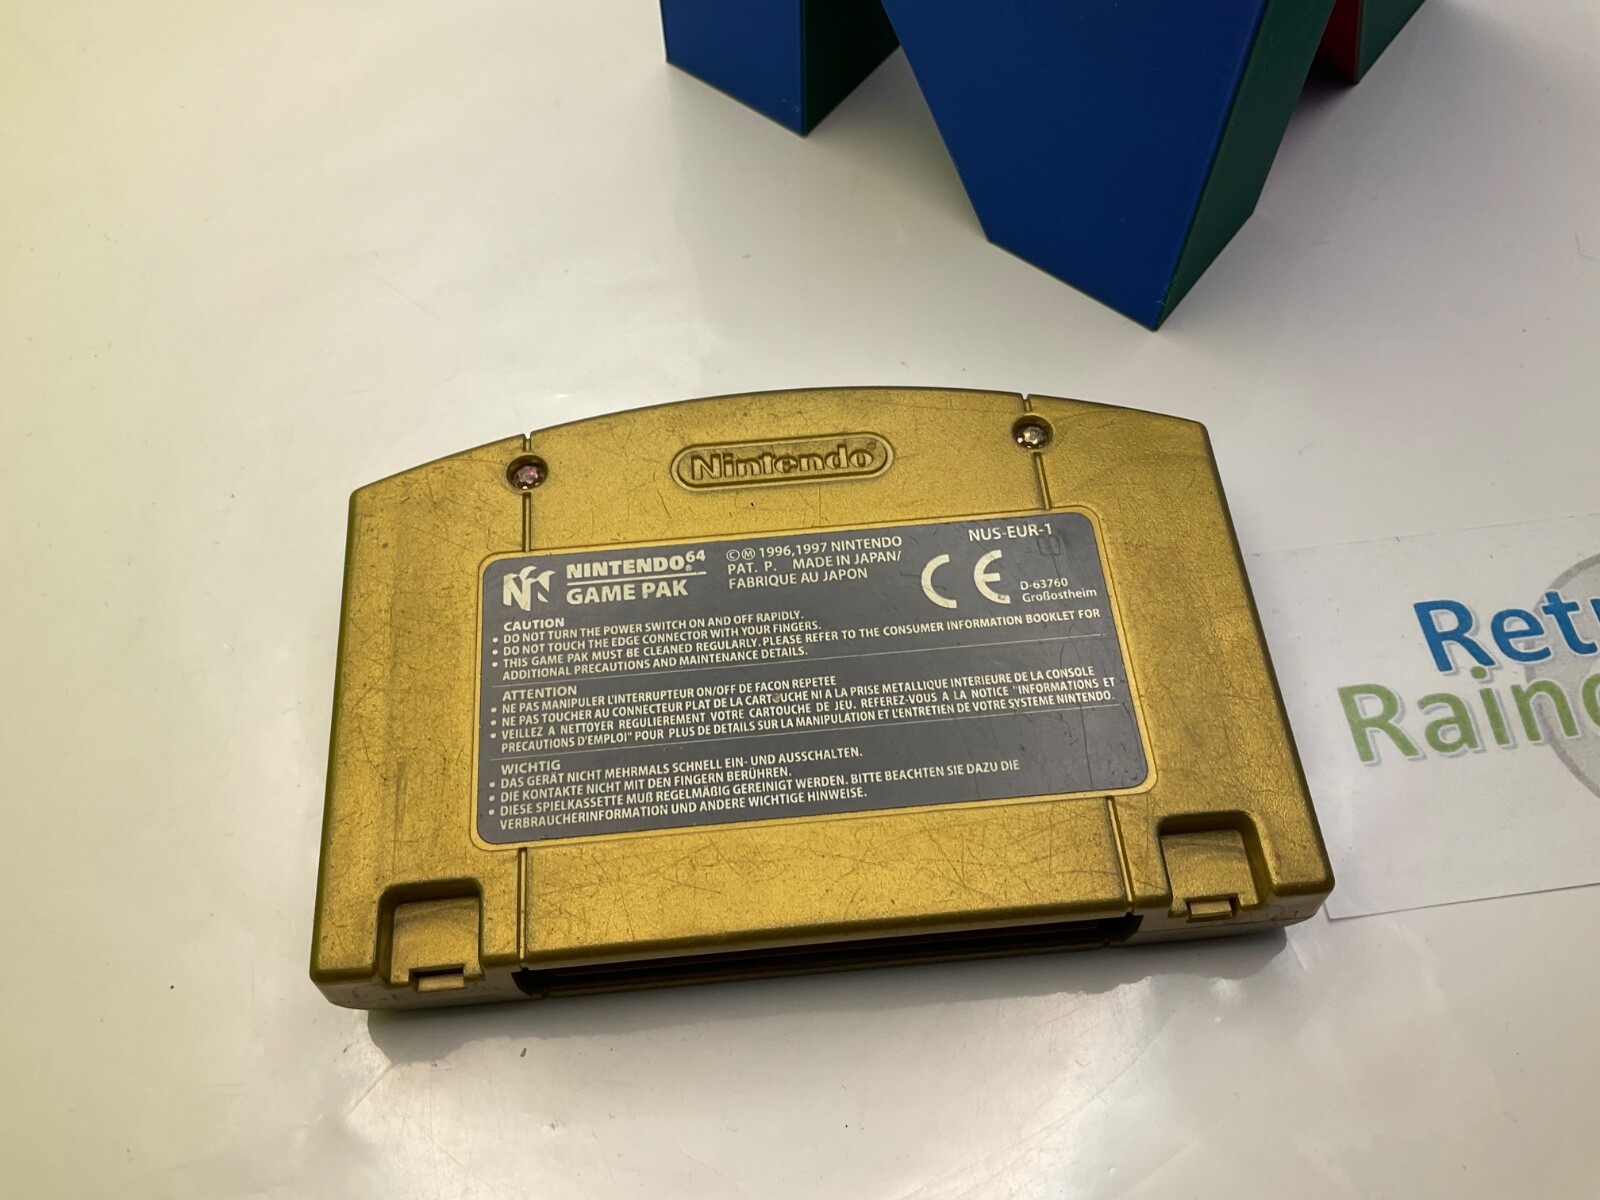 Nintendo®
NINTENDO®64
GAME PAK
©Ⓜ 1996,1997 NINTENDO
PAT. P. MADE IN JAPAN/
FABRIQUE AU JAPON
NUS-EUR-1
CE
D-63760
Großostheim
CAUTION
• DO NOT TURN THE POWER SWITCH ON AND OFF RAPIDLY.
• DO NOT TOUCH THE EDGE CONNECTOR WITH YOUR FINGERS.
• THIS GAME PAK MUST BE CLEANED REGULARLY. PLEASE REFER TO THE CONSUMER INFORMATION BOOKLET FOR
ADDITIONAL PRECAUTIONS AND MAINTENANCE DETAILS.
ATTENTION
• NE PAS MANIPULER L'INTERRUPTEUR ON/OFF DE FACON REPETEE
• NE PAS TOUCHER AU CONNECTEUR PLAT DE LA CARTOUCHE NI A LA PRISE METALLIQUE INTERIEURE DE LA CONSOLE
• VEILLEZ A NETTOYER REGULIEREMENT VOTRE CARTOUCHE DE JEU. REFEREZ-VOUS A LA NOTICE "INFORMATIONS ET
PRECAUTIONS D'EMPLOI" POUR PLUS DE DETAILS SUR LA MANIPULATION ET L'ENTRETIEN DE VOTRE SYSTEME NINTENDO.
WICHTIG
• DAS GERÄT NICHT MEHRMALS SCHNELL EIN- UND AUSSCHALTEN.
• DIE KONTAKTE NICHT MIT DEN FINGERN BERÜHREN.
• DIESE SPIELKASSETTE MUß REGELMÄßIG GEREINIGT WERDEN. BITTE BEACHTEN SIE DAZU DIE
VERBRAUCHERINFORMATION UND ANDERE WICHTIGE HINWEISE.